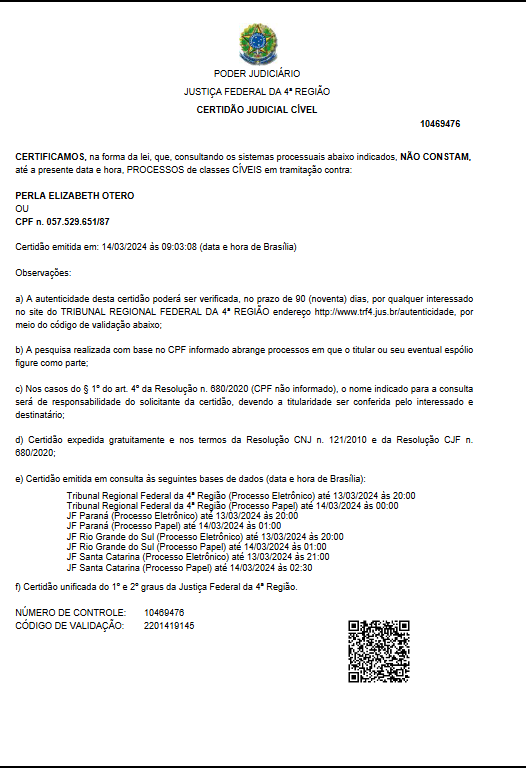 PODER JUDICIÁRIO
JUSTIÇA FEDERAL DA 4ª REGIÃO
CERTIDÃO JUDICIAL CÍVEL
10469476
CERTIFICAMOS, na forma da lei, que, consultando os sistemas processuais abaixo indicados, NÃO CONSTAM,
até a presente data e hora, PROCESSOS de classes CÍVEIS em tramitação contra:
PERLA ELIZABETH OTERO
OU
CPF n. 057.529.651/87
Certidão emitida em: 14/03/2024 às 09:03:08 (data e hora de Brasília)
Observações:
a) A autenticidade desta certidão poderá ser verificada, no prazo de 90 (noventa) dias, por qualquer interessado
no site do TRIBUNAL REGIONAL FEDERAL DA 4ª REGIÃO endereço http://www.trf4.jus.br/autenticidade, por
meio do código de validação abaixo;
b) A pesquisa realizada com base no CPF informado abrange processos em que o titular ou seu eventual espólio
figure como parte;
c) Nos casos do § 1º do art. 4º da Resolução n. 680/2020 (CPF não informado), o nome indicado para a consulta
será de responsabilidade do solicitante da certidão, devendo a titularidade ser conferida pelo interessado e
destinatário;
d) Certidão expedida gratuitamente e nos termos da Resolução CNJ n. 121/2010 e da Resolução CJF n.
680/2020;
e) Certidão emitida em consulta às seguintes bases de dados (data e hora de Brasília):
Tribunal Regional Federal da 4ª Região (Processo Eletrônico) até 13/03/2024 às 20:00
Tribunal Regional Federal da 4ª Região (Processo Papel) até 14/03/2024 às 00:00
JF Paraná (Processo Eletrônico) até 13/03/2024 às 20:00
JF Paraná (Processo Papel) até 14/03/2024 às 01:00
JF Rio Grande do Sul (Processo Eletrônico) até 13/03/2024 às 20:00
JF Rio Grande do Sul (Processo Papel) até 14/03/2024 às 01:00
JF Santa Catarina (Processo Eletrônico) até 13/03/2024 às 21:00
JF Santa Catarina (Processo Papel) até 14/03/2024 às 02:30
f) Certidão unificada do 1º e 2º graus da Justiça Federal da 4ª Região.
NÚMERO DE CONTROLE: 10469476
CÓDIGO DE VALIDAÇÃO: 2201419145